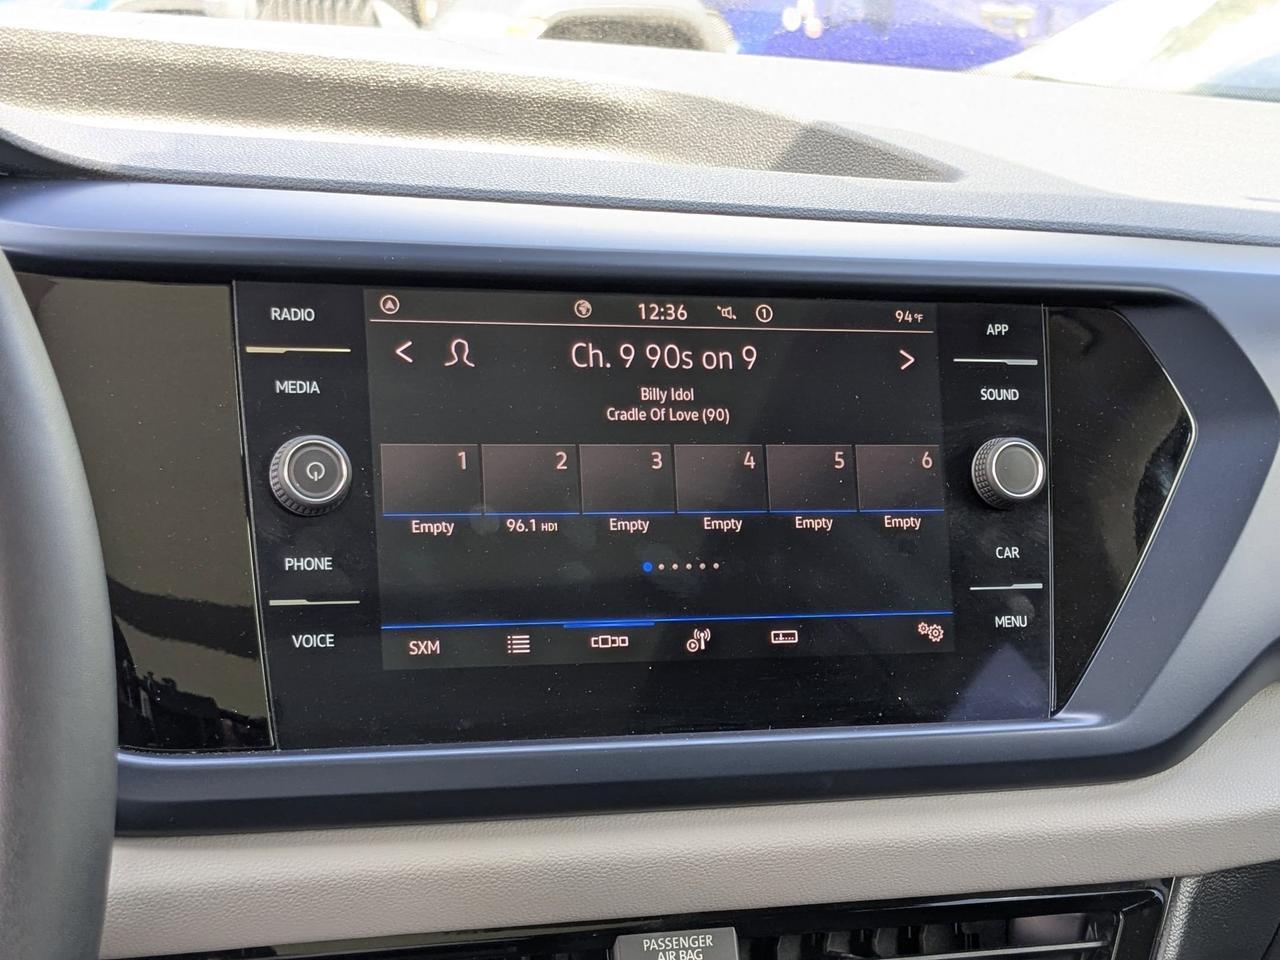 RADIO
MEDIA
PHONE
VOICE
12:36
1
94°F
Ch. 9 90s on 9
Billy Idol
Cradle Of Love (90)
1 2 3 4 5 6
Empty 96.1 HD1 Empty Empty Empty Empty
SXM
APP
SOUND
CAR
MENU
PASSENGER
AIR BAG